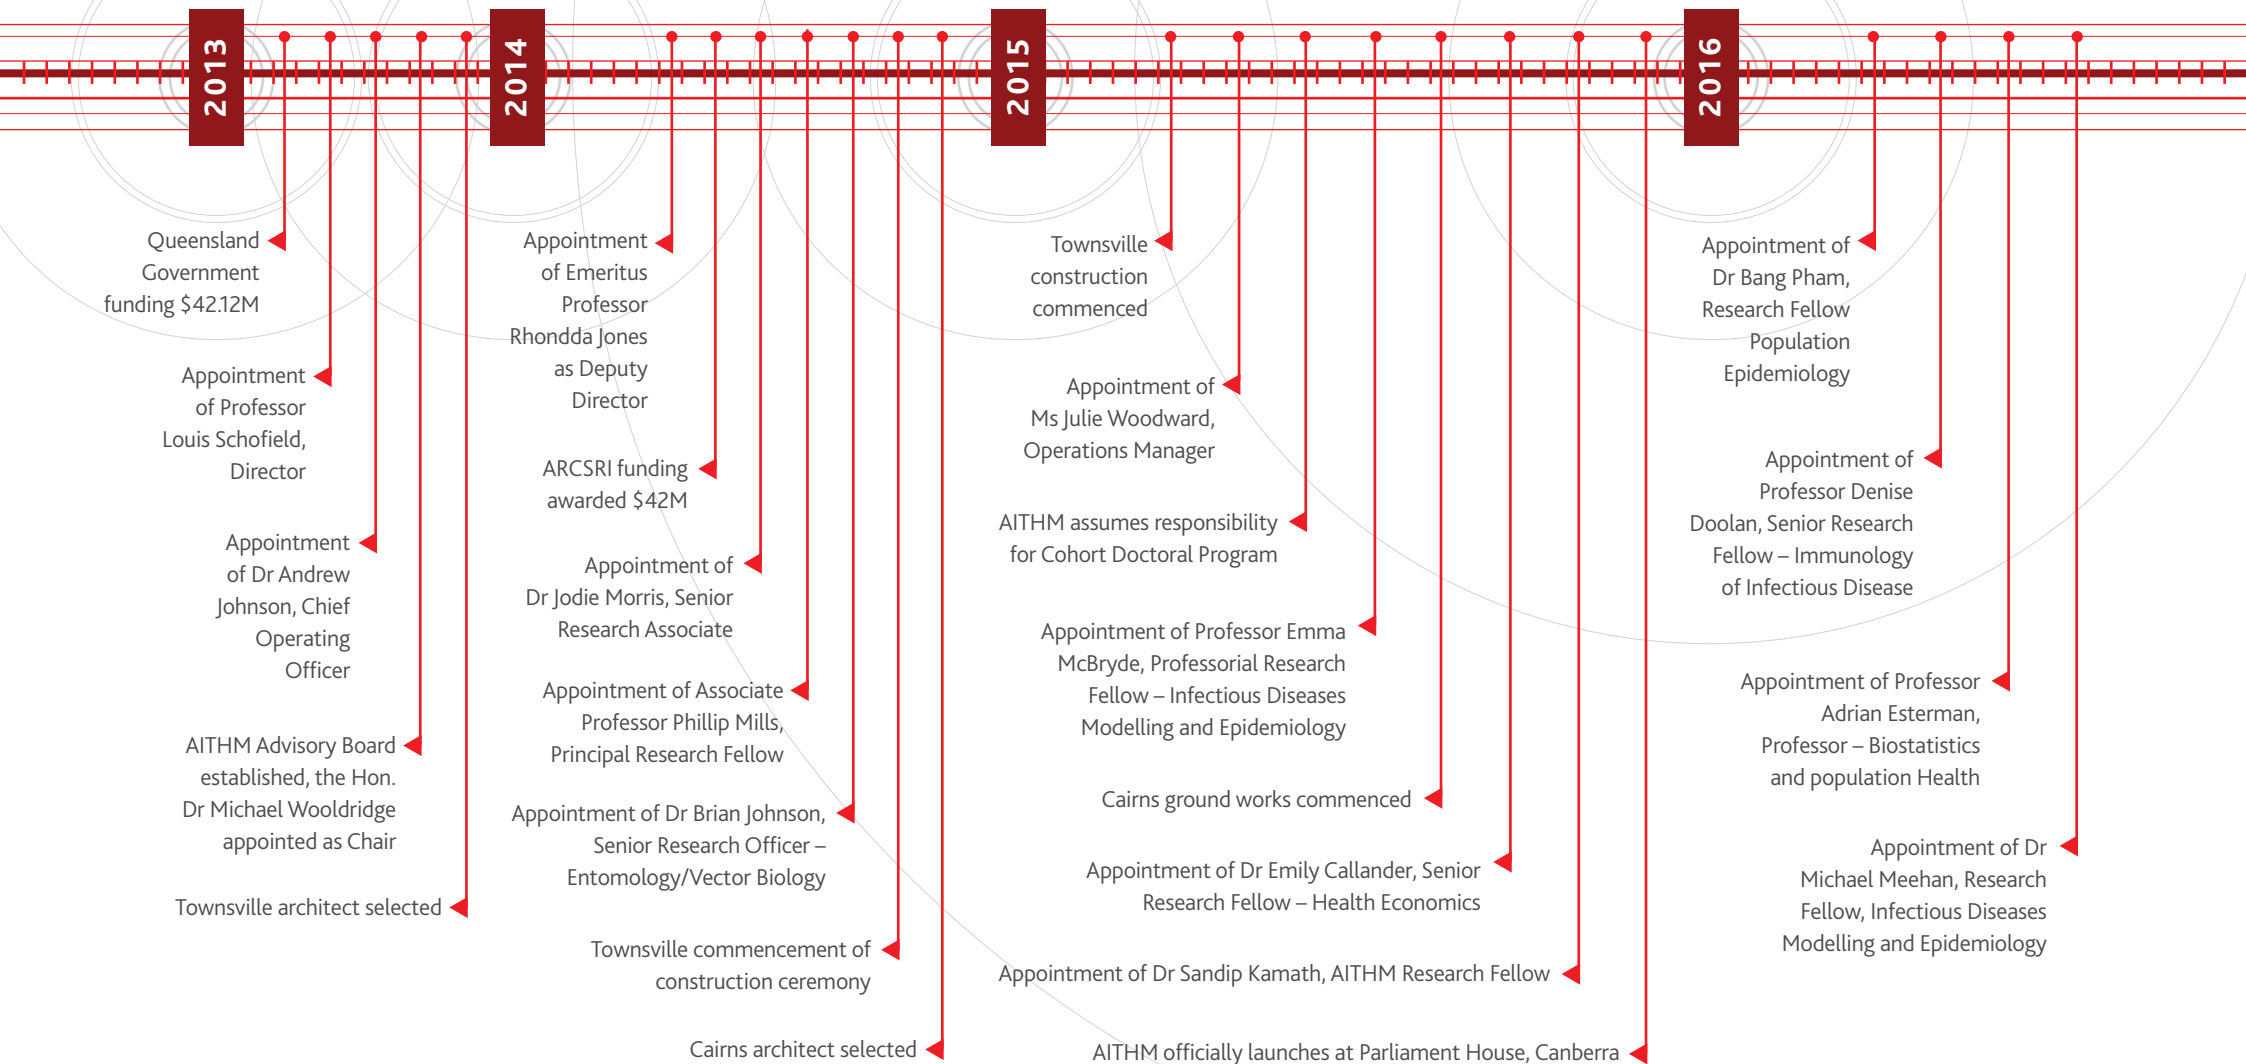 2013
Queensland
Government
funding $42.12M
Appointment
of Professor
Louis Schofield,
Director
Appointment
of Dr Andrew
Johnson, Chief
Operating
Officer
AITHM Advisory Board
established, the Hon.
Dr Michael Wooldridge
appointed as Chair
Townsville architect selected
2014
Appointment
of Emeritus
Professor
Rhondda Jones
as Deputy
Director
ARCSRI funding
awarded $42M
Appointment of
Dr Jodie Morris, Senior
Research Associate
Appointment of Associate
Professor Phillip Mills,
Principal Research Fellow
Appointment of Dr Brian Johnson,
Senior Research Officer –
Entomology/Vector Biology
Townsville commencement of
construction ceremony
Cairns architect selected
2015
Townsville
construction
commenced
Appointment of
Ms Julie Woodward,
Operations Manager
AITHM assumes responsibility
for Cohort Doctoral Program
Appointment of Professor Emma
McBryde, Professorial Research
Fellow – Infectious Diseases
Modelling and Epidemiology
Cairns ground works commenced
Appointment of Dr Emily Callander, Senior
Research Fellow – Health Economics
Appointment of Dr Sandip Kamath, AITHM Research Fellow
AITHM officially launches at Parliament House, Canberra
2016
Appointment of
Dr Bang Pham,
Research Fellow
Population
Epidemiology
Appointment of
Professor Denise
Doolan, Senior Research
Fellow – Immunology
of Infectious Disease
Appointment of Professor
Adrian Esterman,
Professor – Biostatistics
and population Health
Appointment of Dr
Michael Meehan, Research
Fellow, Infectious Diseases
Modelling and Epidemiology